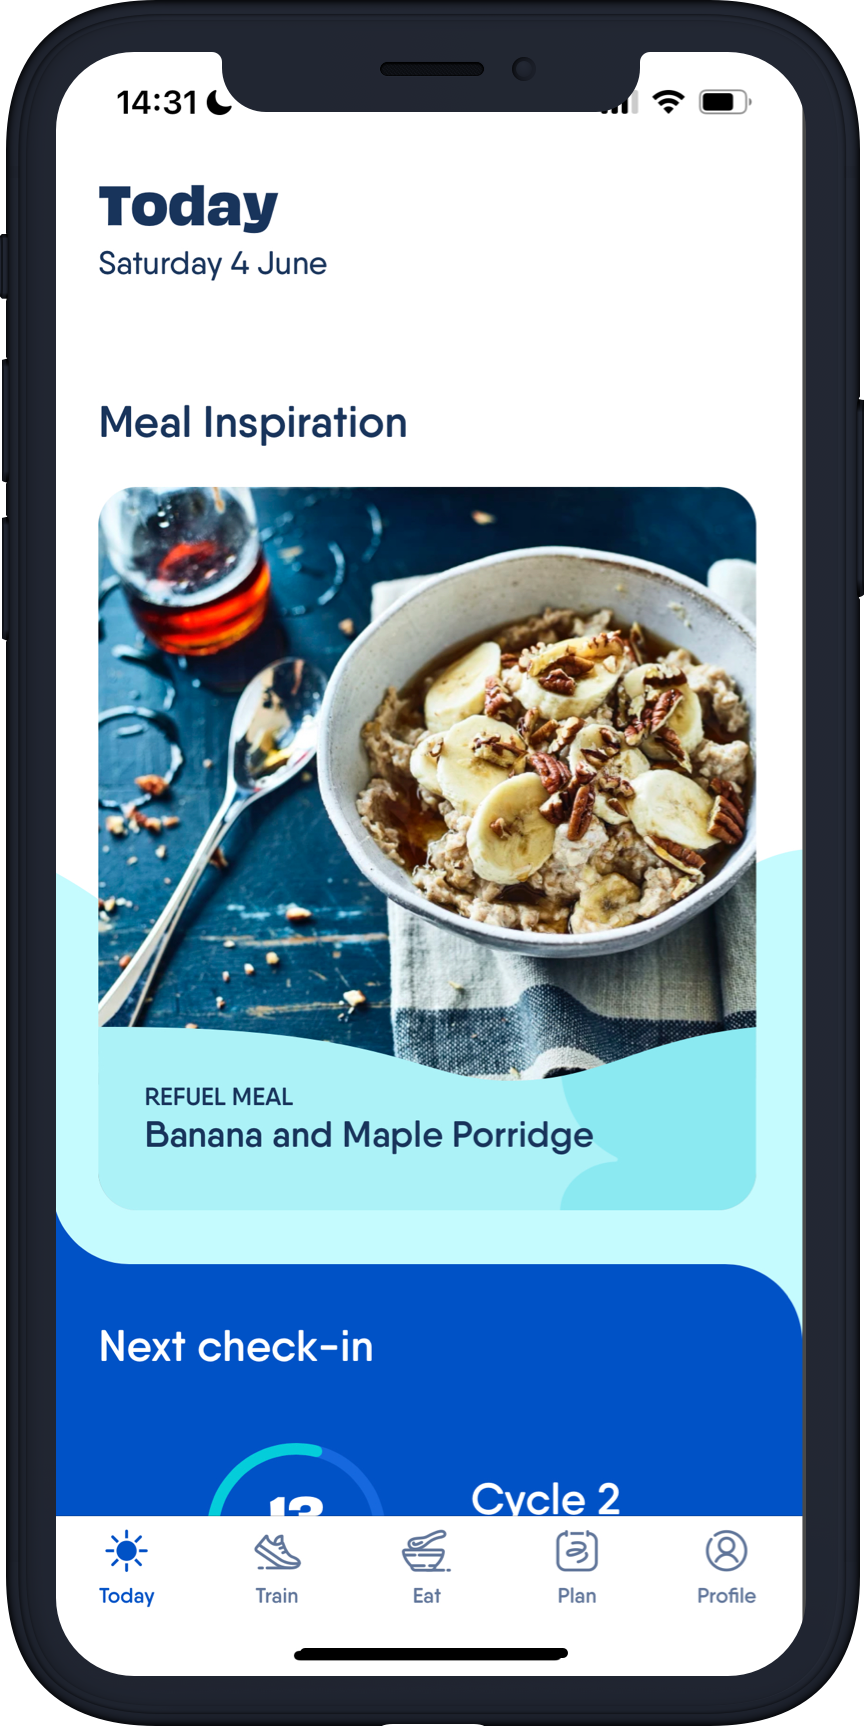 14:31
Today
Saturday 4 June
Meal Inspiration
REFUEL MEAL
Banana and Maple Porridge
Next check-in
Cycle 2
Today
Train
Eat
Plan
Profile